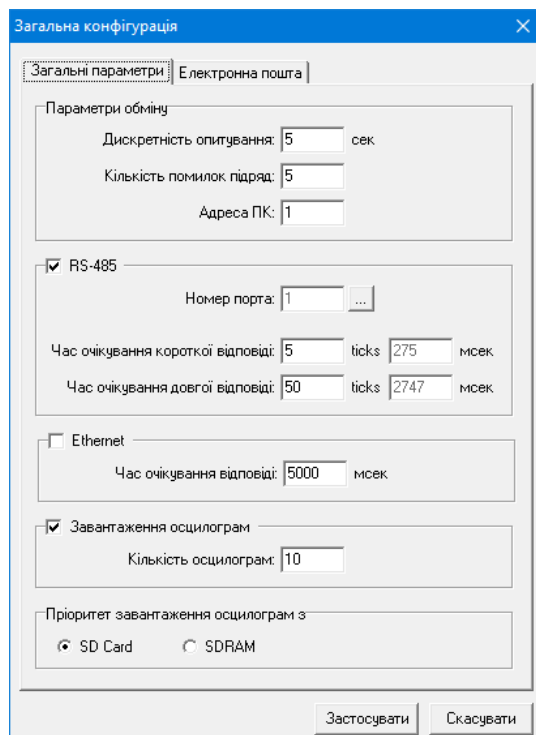 Загальна конфігурація
Загальні параметри Електронна пошта
Параметри обміну
Дискретність опитування: 5 сек
Кількість помилок підряд: 5
Адреса ПК: 1
RS-485
Номер порта: 1 ...
Час очікування короткої відповіді: 5 ticks 275 мсек
Час очікування довгої відповіді: 50 ticks 2747 мсек
Ethernet
Час очікування відповіді: 5000 мсек
Завантаження осцилограм
Кількість осцилограм: 10
Пріоритет завантаження осцилограм з
SD Card SDRAM
Застосувати Скасувати